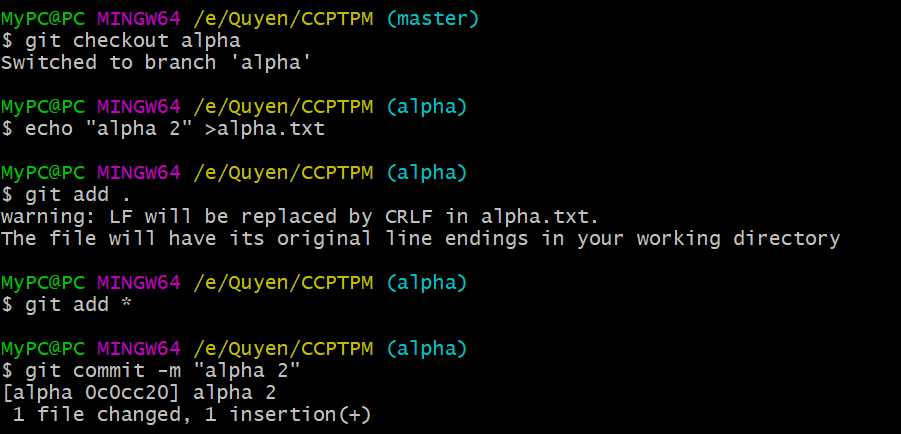 MyPC@PC MINGW64 /e/Quyen/CCPTPM (master)
$ git checkout alpha
Switched to branch 'alpha'
MyPC@PC MINGW64 /e/Quyen/CCPTPM (alpha)
$ echo "alpha 2" >alpha.txt
MyPC@PC MINGW64 /e/Quyen/CCPTPM (alpha)
$ git add .
warning: LF will be replaced by CRLF in alpha.txt.
The file will have its original line endings in your working directory
MyPC@PC MINGW64 /e/Quyen/CCPTPM (alpha)
$ git add *
MyPC@PC MINGW64 /e/Quyen/CCPTPM (alpha)
$ git commit -m "alpha 2"
[alpha 0c0cc20] alpha 2
 1 file changed, 1 insertion(+)